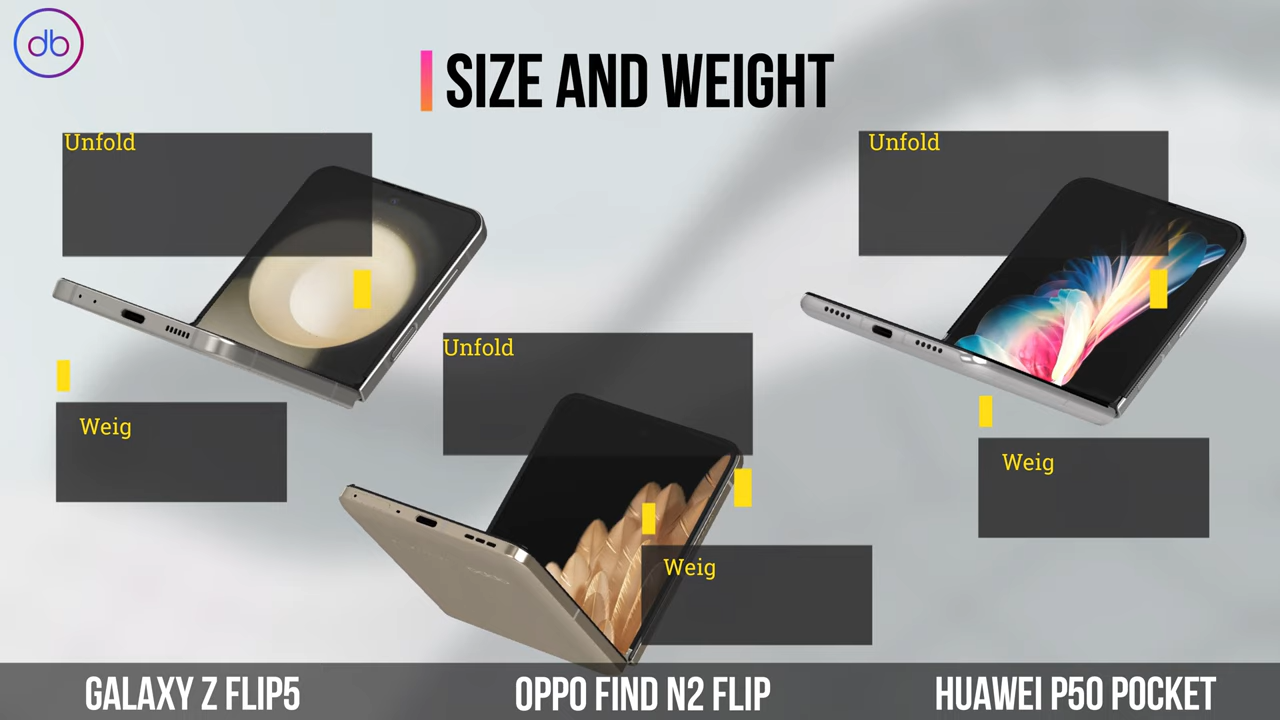 db
SIZE AND WEIGHT
Unfold
Unfold
Unfold
Weig
Weig
Weig
GALAXY Z FLIP5
OPPO FIND N2 FLIP
HUAWEI P50 POCKET